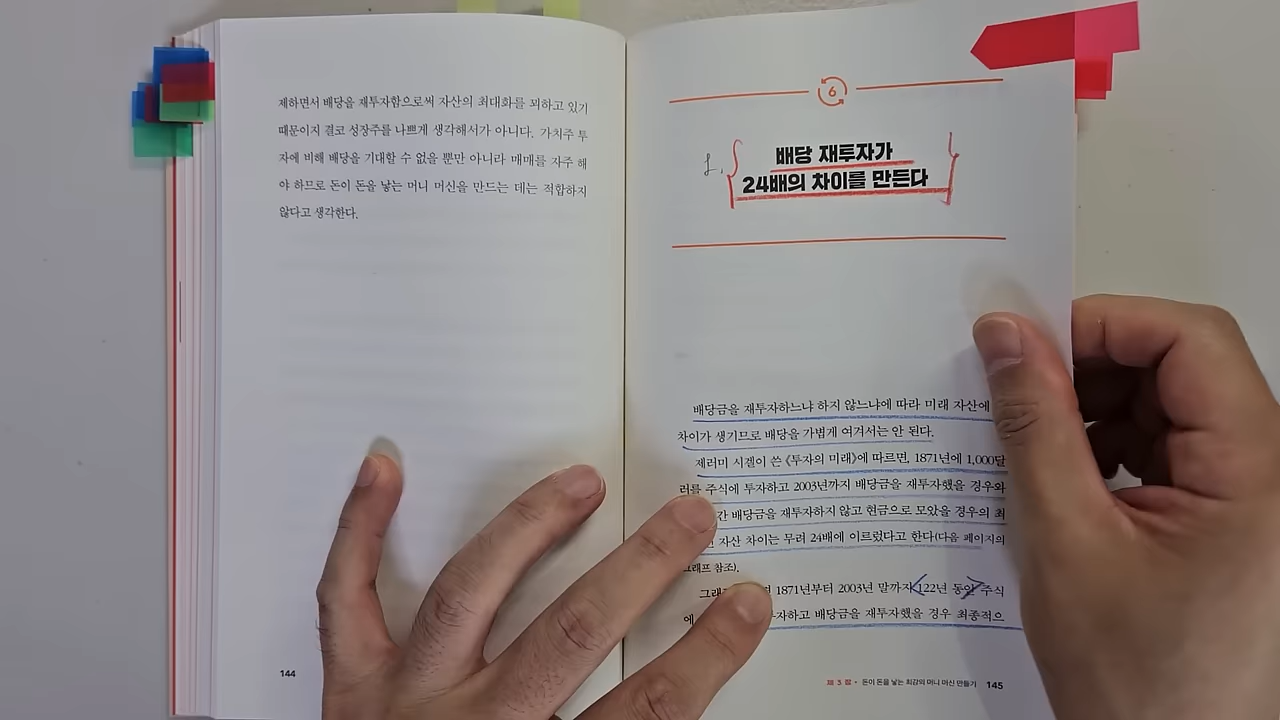 제하면서 배당을 재투자함으로써 자산의 최대화를 꾀하고 있기
때문이지 결코 성장주를 나쁘게 생각해서가 아니다. 가치주 투
자에 비해 배당을 기대할 수 없을 뿐만 아니라 매매를 자주 해
야 하므로 돈이 돈을 낳는 머니 머신을 만드는 데는 적합하지
않다고 생각한다.
144
6
1.
배당 재투자가
24배의 차이를 만든다
배당금을 재투자하느냐 하지 않느냐에 따라 미래 자산에
차이가 생기므로 배당을 가볍게 여겨서는 안 된다.
제러미 시겔이 쓴 《투자의 미래》에 따르면, 1871년에 1,000달
러를 주식에 투자하고 2003년까지 배당금을 재투자했을 경우와
간 배당금을 재투자하지 않고 현금으로 모았을 경우의 최
자산 차이는 무려 24배에 이르렀다고 한다(다음 페이지의
그래프 참조).
1871년부터 2003년 말까지 122년 동안 주식
에 하고 배당금을 재투자했을 경우 최종적으
제 3 장 • 돈이 돈을 낳는 최강의 머니 머신 만들기 145